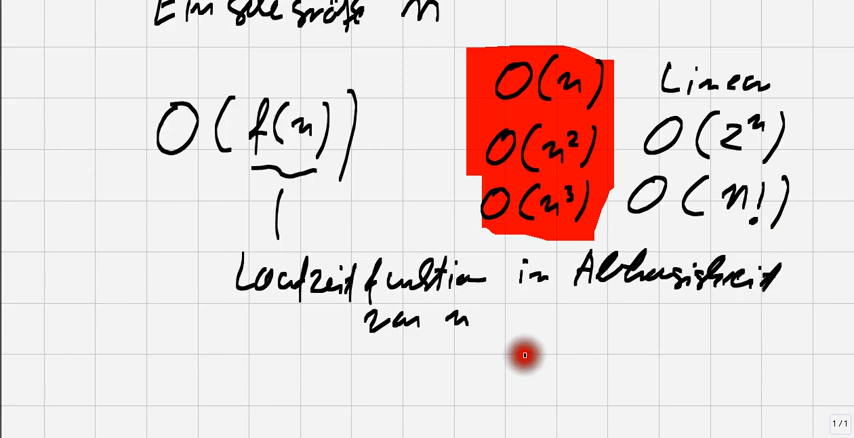 Eingabegröße n
O(n) Linear
O(f(n)) O(n²) O(2ⁿ)
O(n³) O(n!)
Laufzeitfunktion in Abhängigkeit
von n
1/1